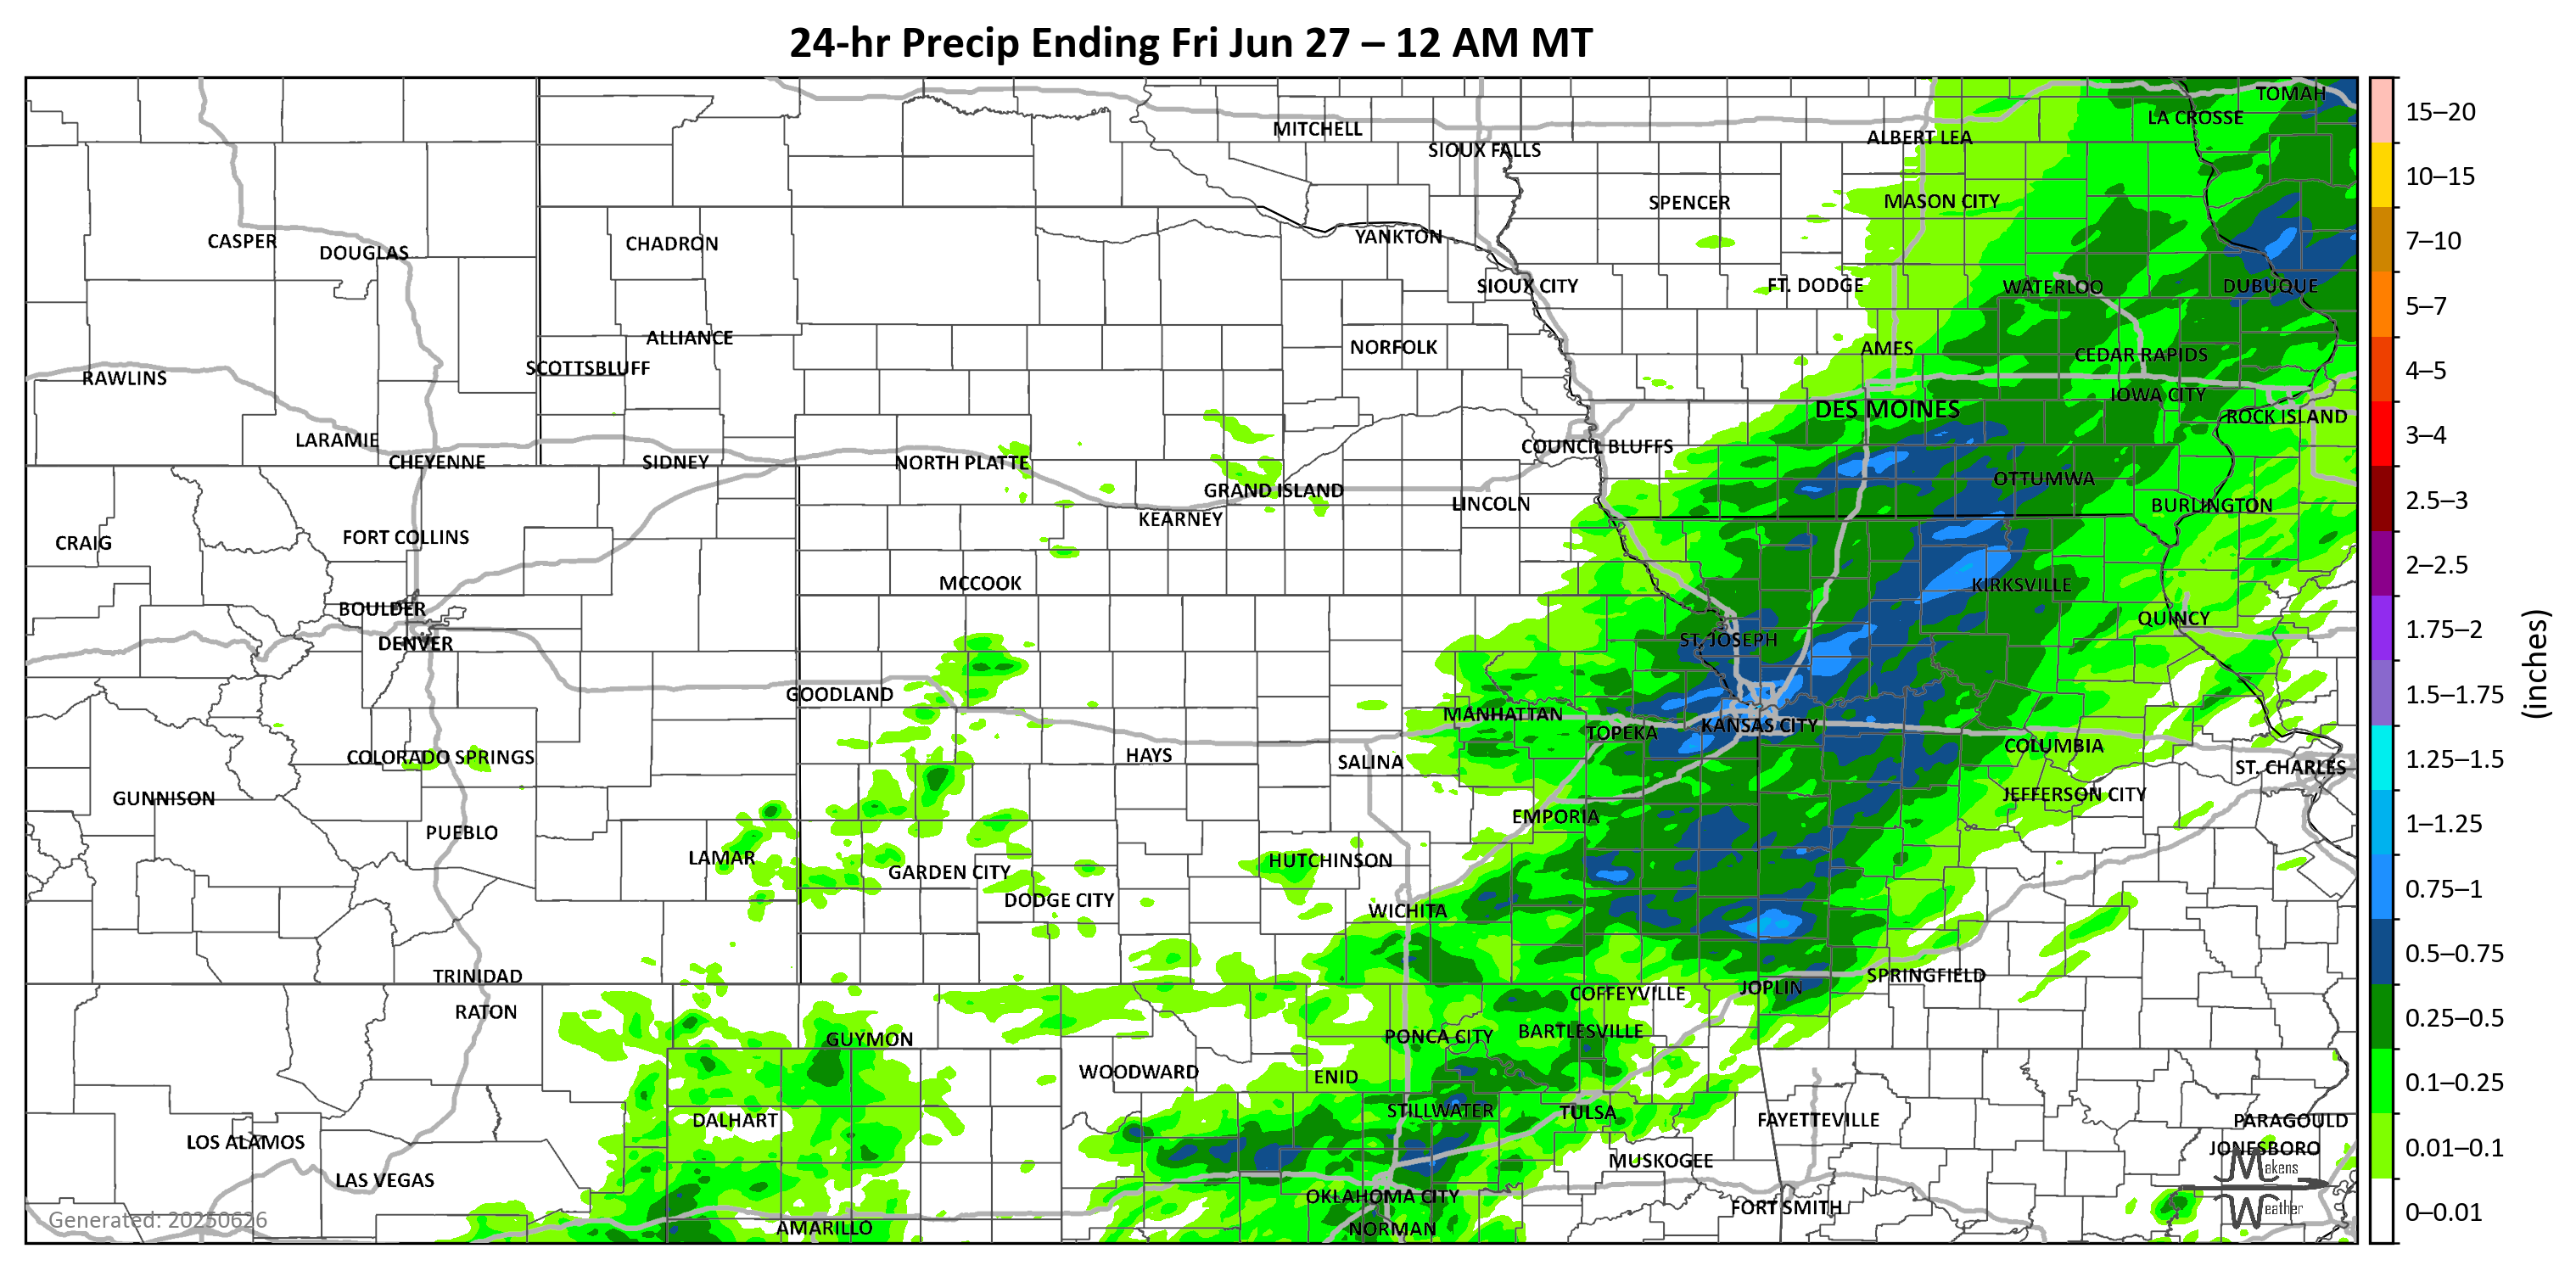 24-hr Precip Ending Fri Jun 27 – 12 AM MT
TOMAH
LA CROSSE
MITCHELL
ALBERT LEA
SIOUX FALLS
SPENCER
MASON CITY
CASPER
DOUGLAS
CHADRON
YANKTON
SIOUX CITY
FT. DODGE
WATERLOO
DUBUQUE
ALLIANCE
NORFOLK
AMES
CEDAR RAPIDS
SCOTTSBLUFF
RAWLINS
IOWA CITY
DES MOINES
ROCK ISLAND
LARAMIE
CHEYENNE
SIDNEY
NORTH PLATTE
COUNCIL BLUFFS
GRAND ISLAND
OTTUMWA
LINCOLN
BURLINGTON
KEARNEY
CRAIG
FORT COLLINS
MCCOOK
KIRKSVILLE
BOULDER
QUINCY
DENVER
ST. JOSEPH
GOODLAND
MANHATTAN
KANSAS CITY
TOPEKA
COLUMBIA
COLORADO SPRINGS
HAYS
SALINA
ST. CHARLES
GUNNISON
JEFFERSON CITY
EMPORIA
PUEBLO
LAMAR
HUTCHINSON
GARDEN CITY
DODGE CITY
WICHITA
TRINIDAD
SPRINGFIELD
JOPLIN
COFFEYVILLE
RATON
BARTLESVILLE
PONCA CITY
GUYMON
WOODWARD
ENID
STILLWATER
TULSA
DALHART
FAYETTEVILLE
PARAGOULD
LOS ALAMOS
JONESBORO
MUSKOGEE
LAS VEGAS
OKLAHOMA CITY
FORT SMITH
AMARILLO
NORMAN
Generated: 20250626
Makens
Weather
15–20
10–15
7–10
5–7
4–5
3–4
2.5–3
2–2.5
1.75–2
1.5–1.75
1.25–1.5
1–1.25
0.75–1
0.5–0.75
0.25–0.5
0.1–0.25
0.01–0.1
0–0.01
(inches)